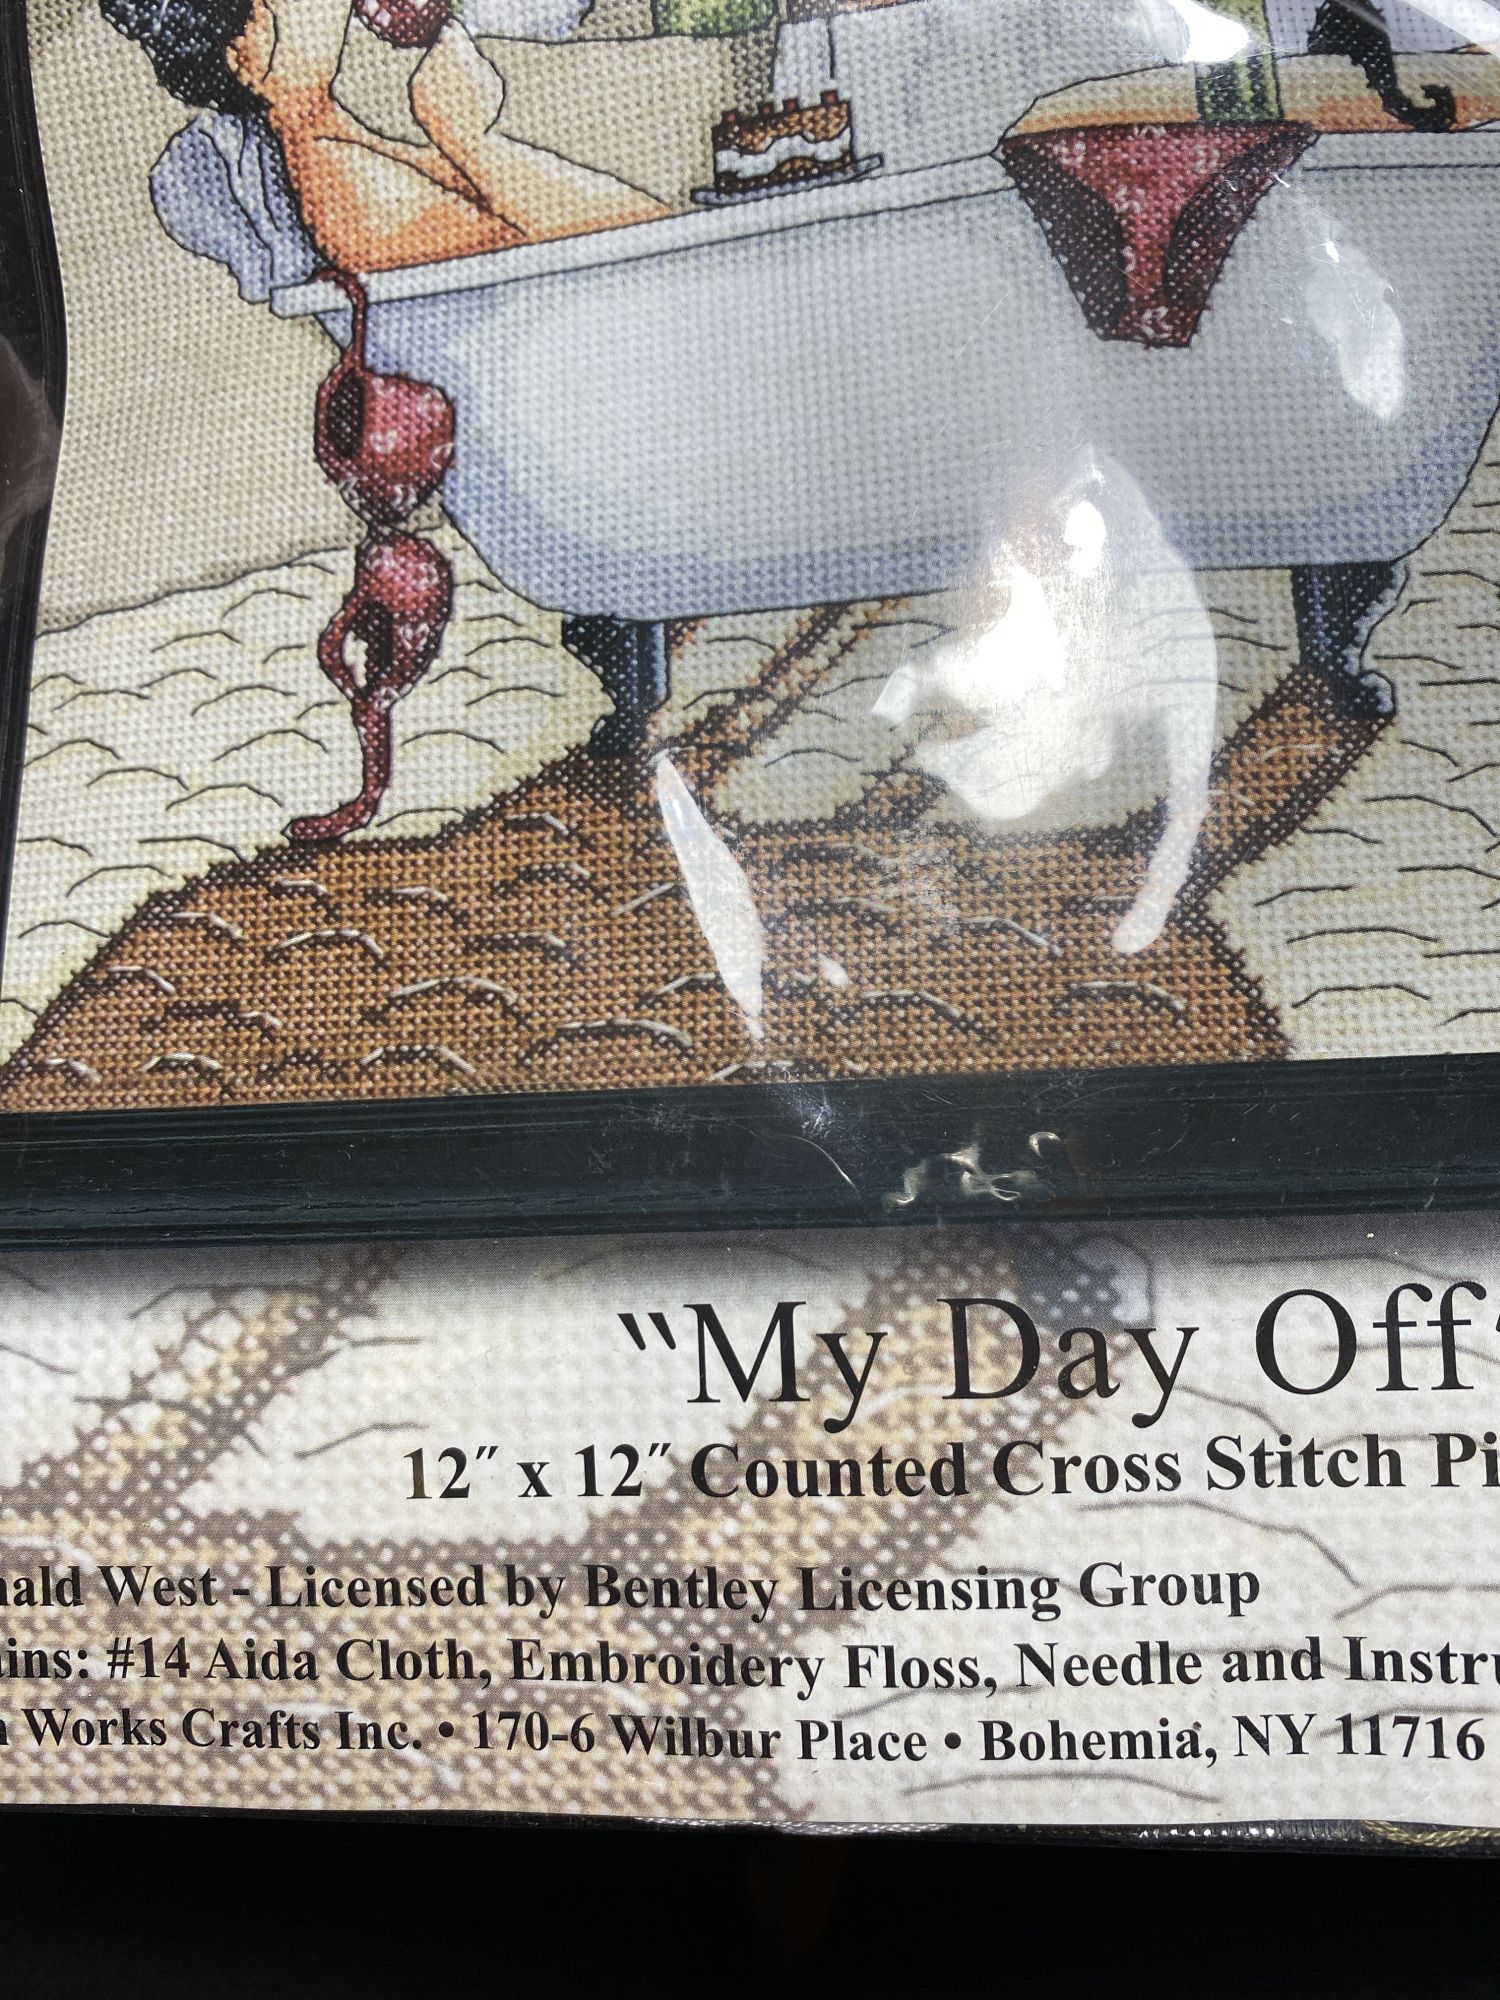 "My Day Off"
12" x 12" Counted Cross Stitch Pi
nald West - Licensed by Bentley Licensing Group
ins: #14 Aida Cloth, Embroidery Floss, Needle and Instru
n Works Crafts Inc. • 170-6 Wilbur Place • Bohemia, NY 11716